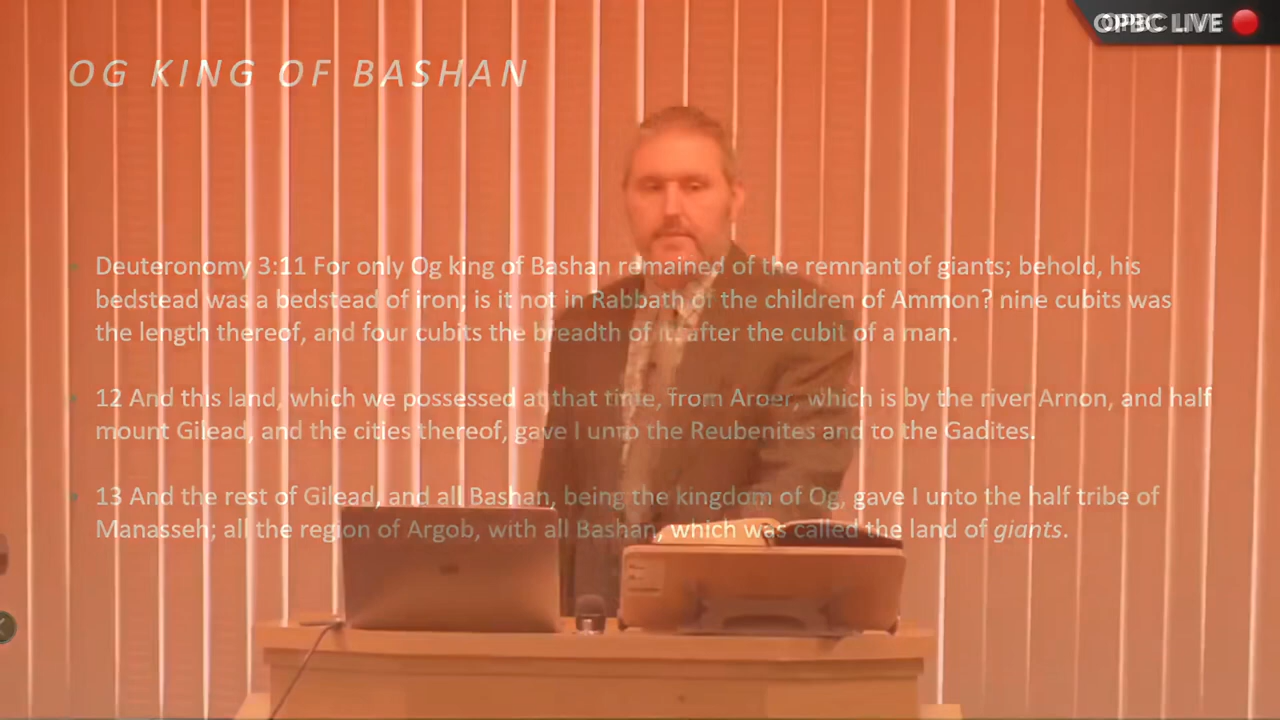 OPBC LIVE
OG KING OF BASHAN
Deuteronomy 3:11 For only Og king of Bashan remained of the remnant of giants; behold, his
bedstead was a bedstead of iron; is it not in Rabbath of the children of Ammon? nine cubits was
the length thereof, and four cubits the breadth of it, after the cubit of a man.
12 And this land, which we possessed at that time, from Aroer, which is by the river Arnon, and half
mount Gilead, and the cities thereof, gave I unto the Reubenites and to the Gadites.
13 And the rest of Gilead, and all Bashan, being the kingdom of Og, gave I unto the half tribe of
Manasseh; all the region of Argob, with all Bashan, which was called the land of giants.